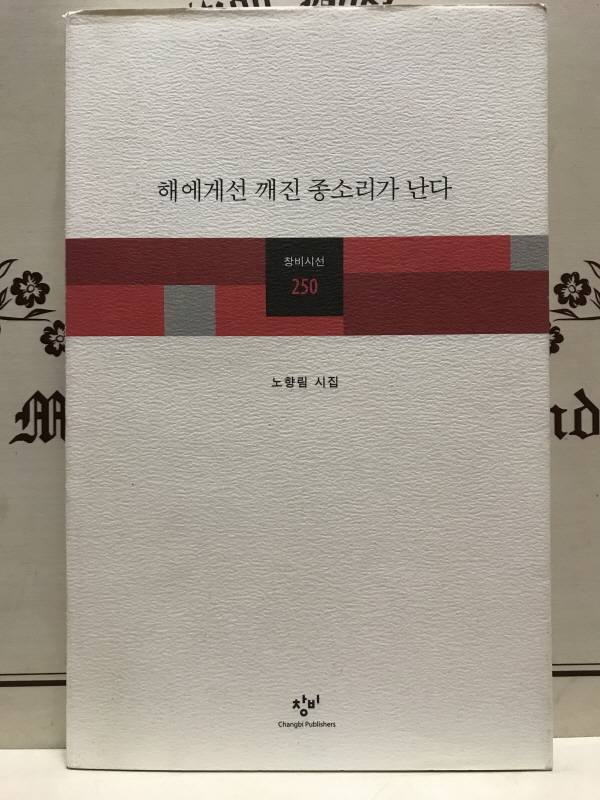 해에게선 깨진 종소리가 난다
창비시선
250
노향림 시집
창비
Changbi Publishers